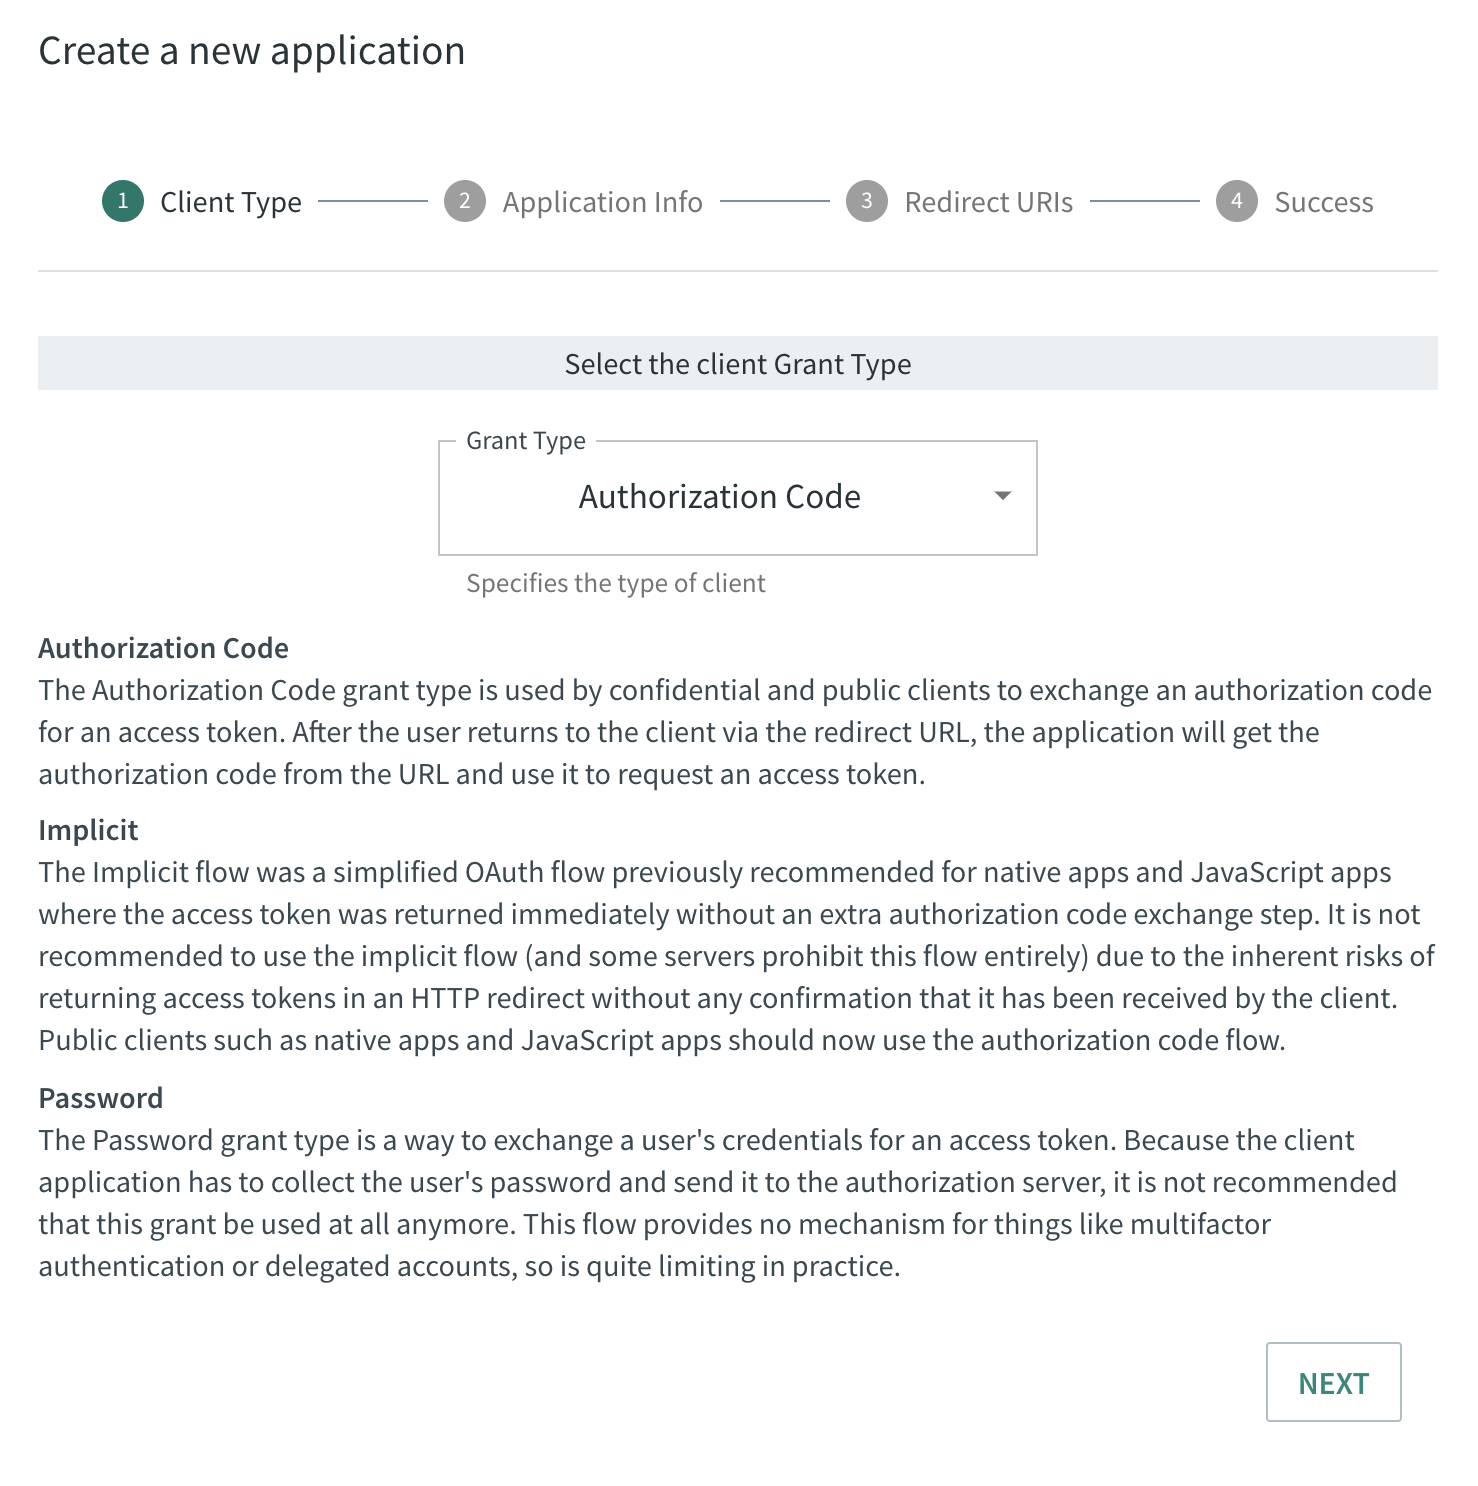 Create a new application
1 Client Type 2 Application Info 3 Redirect URIs 4 Success
Select the client Grant Type
Grant Type
Authorization Code
Specifies the type of client
Authorization Code
The Authorization Code grant type is used by confidential and public clients to exchange an authorization code
for an access token. After the user returns to the client via the redirect URL, the application will get the
authorization code from the URL and use it to request an access token.
Implicit
The Implicit flow was a simplified OAuth flow previously recommended for native apps and JavaScript apps
where the access token was returned immediately without an extra authorization code exchange step. It is not
recommended to use the implicit flow (and some servers prohibit this flow entirely) due to the inherent risks of
returning access tokens in an HTTP redirect without any confirmation that it has been received by the client.
Public clients such as native apps and JavaScript apps should now use the authorization code flow.
Password
The Password grant type is a way to exchange a user's credentials for an access token. Because the client
application has to collect the user's password and send it to the authorization server, it is not recommended
that this grant be used at all anymore. This flow provides no mechanism for things like multifactor
authentication or delegated accounts, so is quite limiting in practice.
NEXT